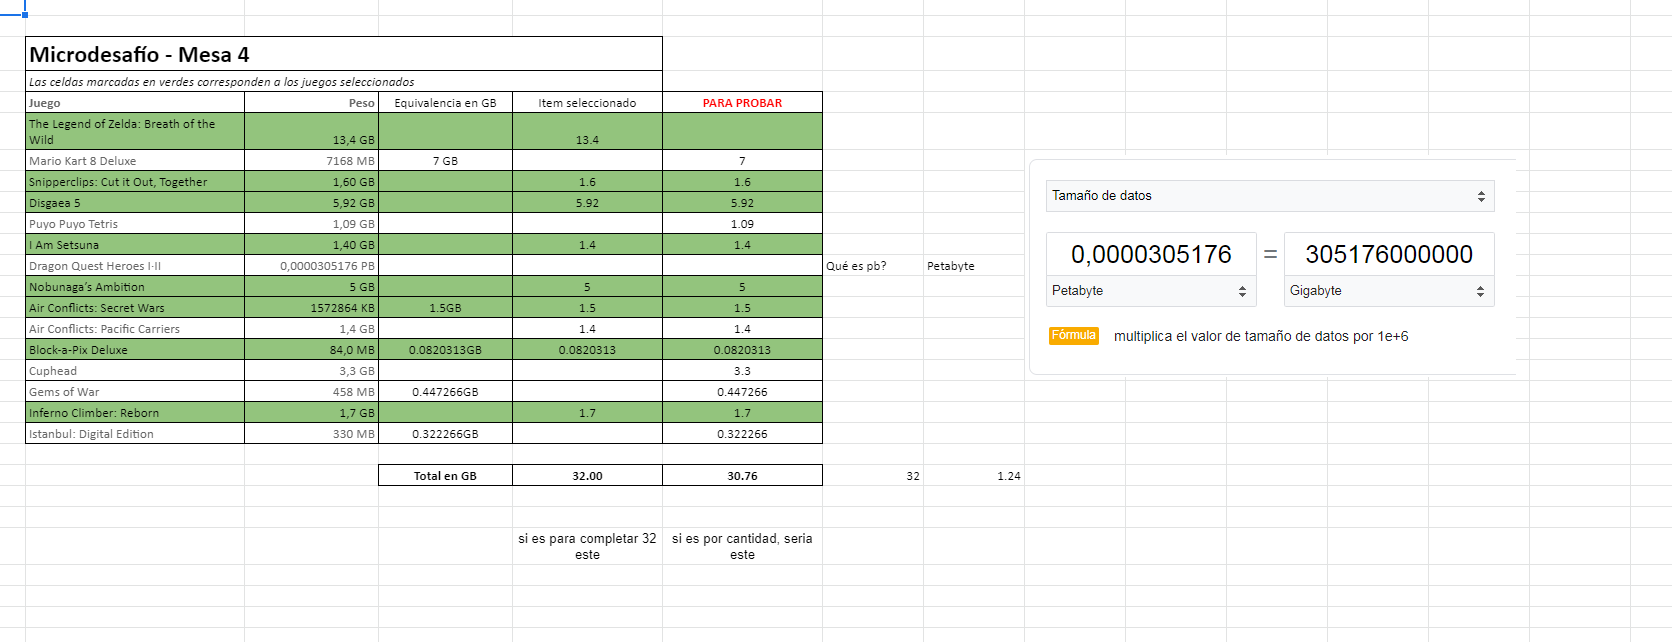 Microdesafío - Mesa 4
Las celdas marcadas en verdes corresponden a los juegos seleccionados
Juego Peso Equivalencia en GB Item seleccionado PARA PROBAR
The Legend of Zelda: Breath of the
Wild 13,4 GB 13.4
Mario Kart 8 Deluxe 7168 MB 7 GB 7
Snipperclips: Cut it Out, Together 1,60 GB 1.6 1.6
Disgaea 5 5,92 GB 5.92 5.92
Puyo Puyo Tetris 1,09 GB 1.09
I Am Setsuna 1,40 GB 1.4 1.4
Dragon Quest Heroes I·II 0,0000305176 PB Qué es pb? Petabyte
Nobunaga’s Ambition 5 GB 5 5
Air Conflicts: Secret Wars 1572864 KB 1.5GB 1.5 1.5
Air Conflicts: Pacific Carriers 1,4 GB 1.4 1.4
Block-a-Pix Deluxe 84,0 MB 0.0820313GB 0.0820313 0.0820313
Cuphead 3,3 GB 3.3
Gems of War 458 MB 0.447266GB 0.447266
Inferno Climber: Reborn 1,7 GB 1.7 1.7
Istanbul: Digital Edition 330 MB 0.322266GB 0.322266
Total en GB 32.00 30.76 32 1.24
si es para completar 32
este
si es por cantidad, seria
este
Tamaño de datos
0,0000305176 = 305176000000
Petabyte Gigabyte
Fórmula multiplica el valor de tamaño de datos por 1e+6